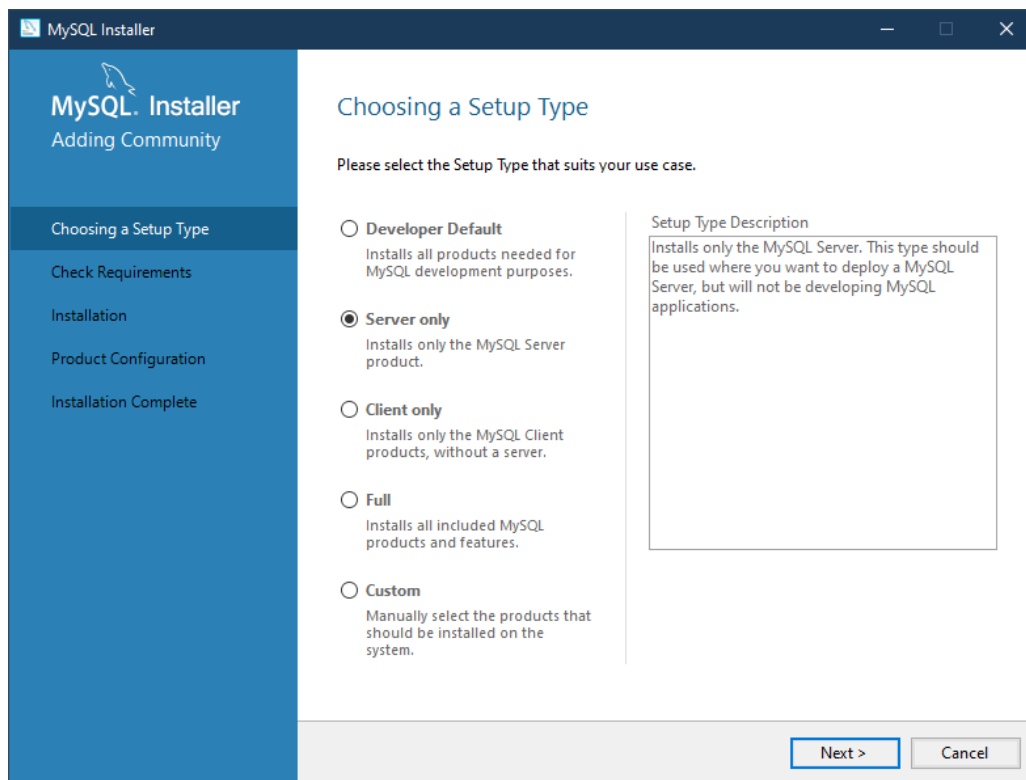 MySQL Installer
MySQL. Installer
Adding Community
Choosing a Setup Type
Check Requirements
Installation
Product Configuration
Installation Complete
Choosing a Setup Type
Please select the Setup Type that suits your use case.
Developer Default
Installs all products needed for
MySQL development purposes.
Server only
Installs only the MySQL Server
product.
Client only
Installs only the MySQL Client
products, without a server.
Full
Installs all included MySQL
products and features.
Custom
Manually select the products that
should be installed on the
system.
Setup Type Description
Installs only the MySQL Server. This type should
be used where you want to deploy a MySQL
Server, but will not be developing MySQL
applications.
Next >
Cancel